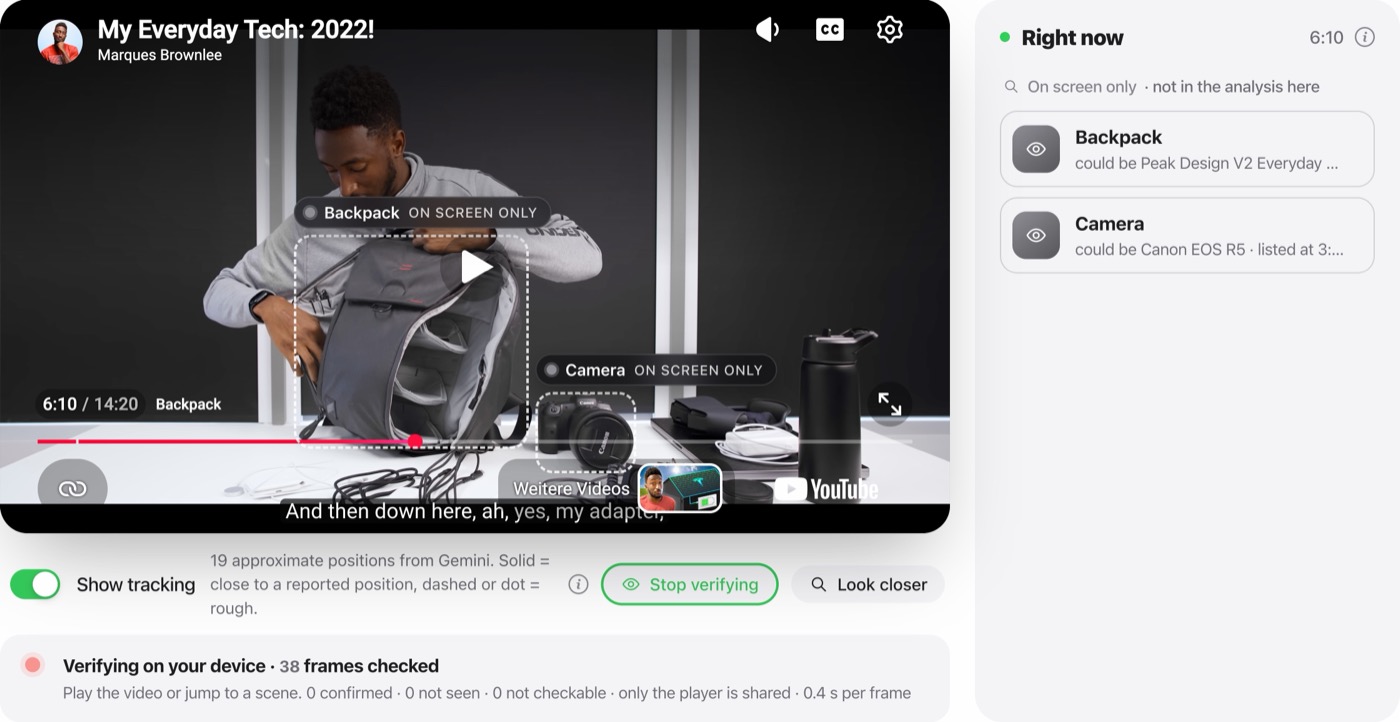 My Everyday Tech: 2022!
Marques Brownlee
CC
Backpack ON SCREEN ONLY
Camera ON SCREEN ONLY
Canon
Canon
6:10 / 14:20 Backpack
Weitere Videos
YouTube
And then down here, ah, yes, my adapter,
Show tracking
19 approximate positions from Gemini. Solid =
close to a reported position, dashed or dot =
rough.
Stop verifying
Look closer
Verifying on your device · 38 frames checked
Play the video or jump to a scene. 0 confirmed · 0 not seen · 0 not checkable · only the player is shared · 0.4 s per frame
Right now 6:10
On screen only · not in the analysis here
Backpack
could be Peak Design V2 Everyday ...
Camera
could be Canon EOS R5 · listed at 3:...